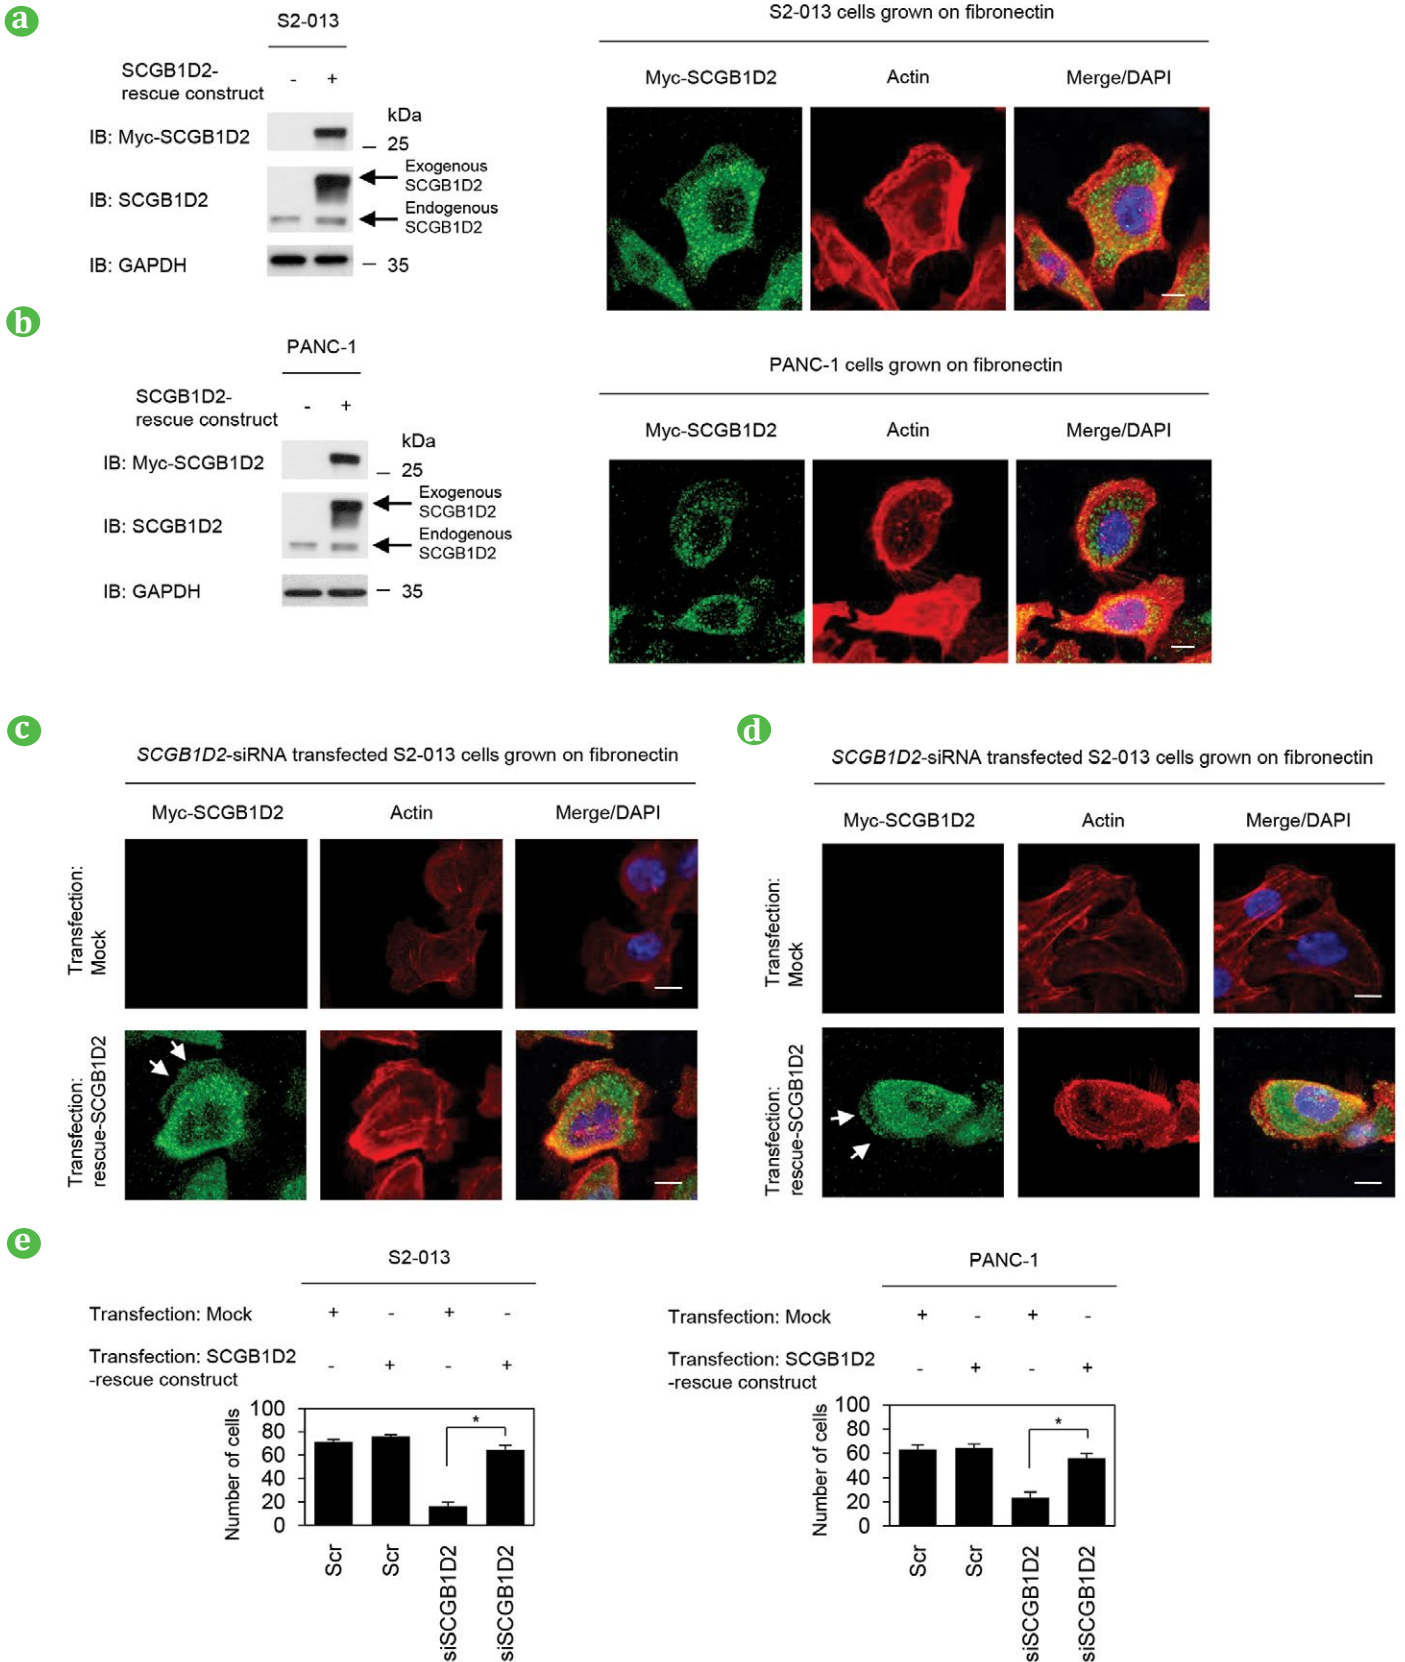 a
S2-013
SCGB1D2-
rescue construct
- +
kDa
IB: Myc-SCGB1D2
25
Exogenous
SCGB1D2
IB: SCGB1D2
Endogenous
SCGB1D2
IB: GAPDH
35
S2-013 cells grown on fibronectin
Myc-SCGB1D2 Actin Merge/DAPI
b
PANC-1
SCGB1D2-
rescue construct
- +
kDa
IB: Myc-SCGB1D2
25
Exogenous
SCGB1D2
IB: SCGB1D2
Endogenous
SCGB1D2
IB: GAPDH
35
PANC-1 cells grown on fibronectin
Myc-SCGB1D2 Actin Merge/DAPI
c
SCGB1D2-siRNA transfected S2-013 cells grown on fibronectin
Myc-SCGB1D2 Actin Merge/DAPI
Transfection:
Mock
Transfection:
rescue-SCGB1D2
d
SCGB1D2-siRNA transfected S2-013 cells grown on fibronectin
Myc-SCGB1D2 Actin Merge/DAPI
Transfection:
Mock
Transfection:
rescue-SCGB1D2
e
S2-013
Transfection: Mock + - + -
Transfection: SCGB1D2
-rescue construct - + - +
Number of cells
100
80
60
40
20
0
*
Scr Scr siSCGB1D2 siSCGB1D2
PANC-1
Transfection: Mock + - + -
Transfection: SCGB1D2
-rescue construct - + - +
Number of cells
100
80
60
40
20
0
*
Scr Scr siSCGB1D2 siSCGB1D2